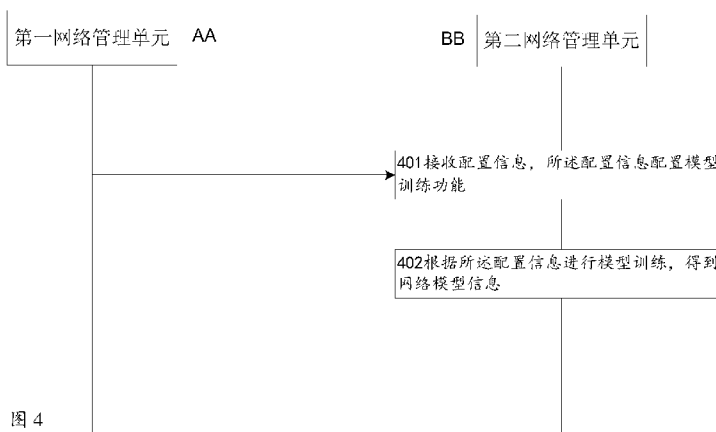 第一网络管理单元 AA
BB 第二网络管理单元
401接收配置信息，所述配置信息配置模型
训练功能
402根据所述配置信息进行模型训练，得到
网络模型信息
图 4